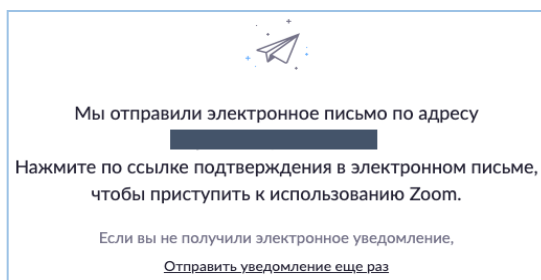 Мы отправили электронное письмо по адресу
Нажмите по ссылке подтверждения в электронном письме,
чтобы приступить к использованию Zoom.
Если вы не получили электронное уведомление,
Отправить уведомление еще раз